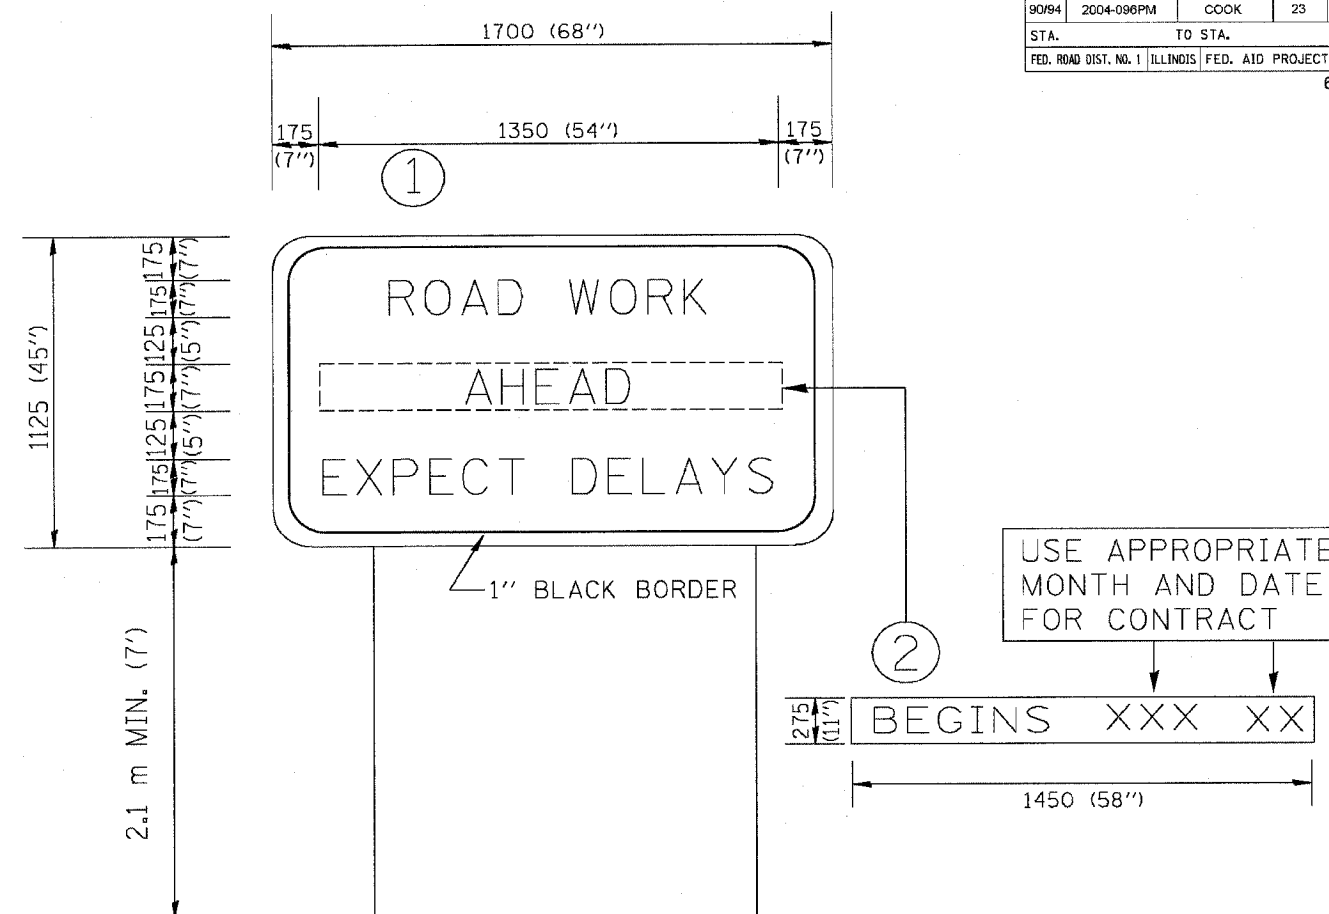 90/94 2004-096PM COOK 23
STA. TO STA.
FED. ROAD DIST. NO. 1 ILLINOIS FED. AID PROJECT
6
1700 (68'')
175 (7'')
1350 (54'')
175 (7'')
1
1125 (45'')
175 (7'')
175 (7'')
125 (5'')
175 (7'')
125 (5'')
175 (7'')
175 (7'')
ROAD WORK
AHEAD
EXPECT DELAYS
1'' BLACK BORDER
2.1 m MIN. (7')
2
USE APPROPRIATE
MONTH AND DATE
FOR CONTRACT
275 (11'')
BEGINS XXX XX
1450 (58'')